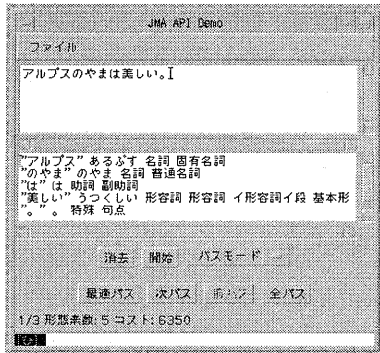 JMA API Demo
ファイル
アルプスのやまは美しい。
"アルプス" あるぷす 名詞 固有名詞
"のやま" のやま 名詞 普通名詞
"は" は 助詞 副助詞
"美しい" うつくしい 形容詞 形容詞 イ形容詞イ段 基本形
"。" 。 特殊 句点
消去 開始 パスモード
最適パス 次パス 前パス 全パス
1/3 形態素数: 5 コスト: 6350